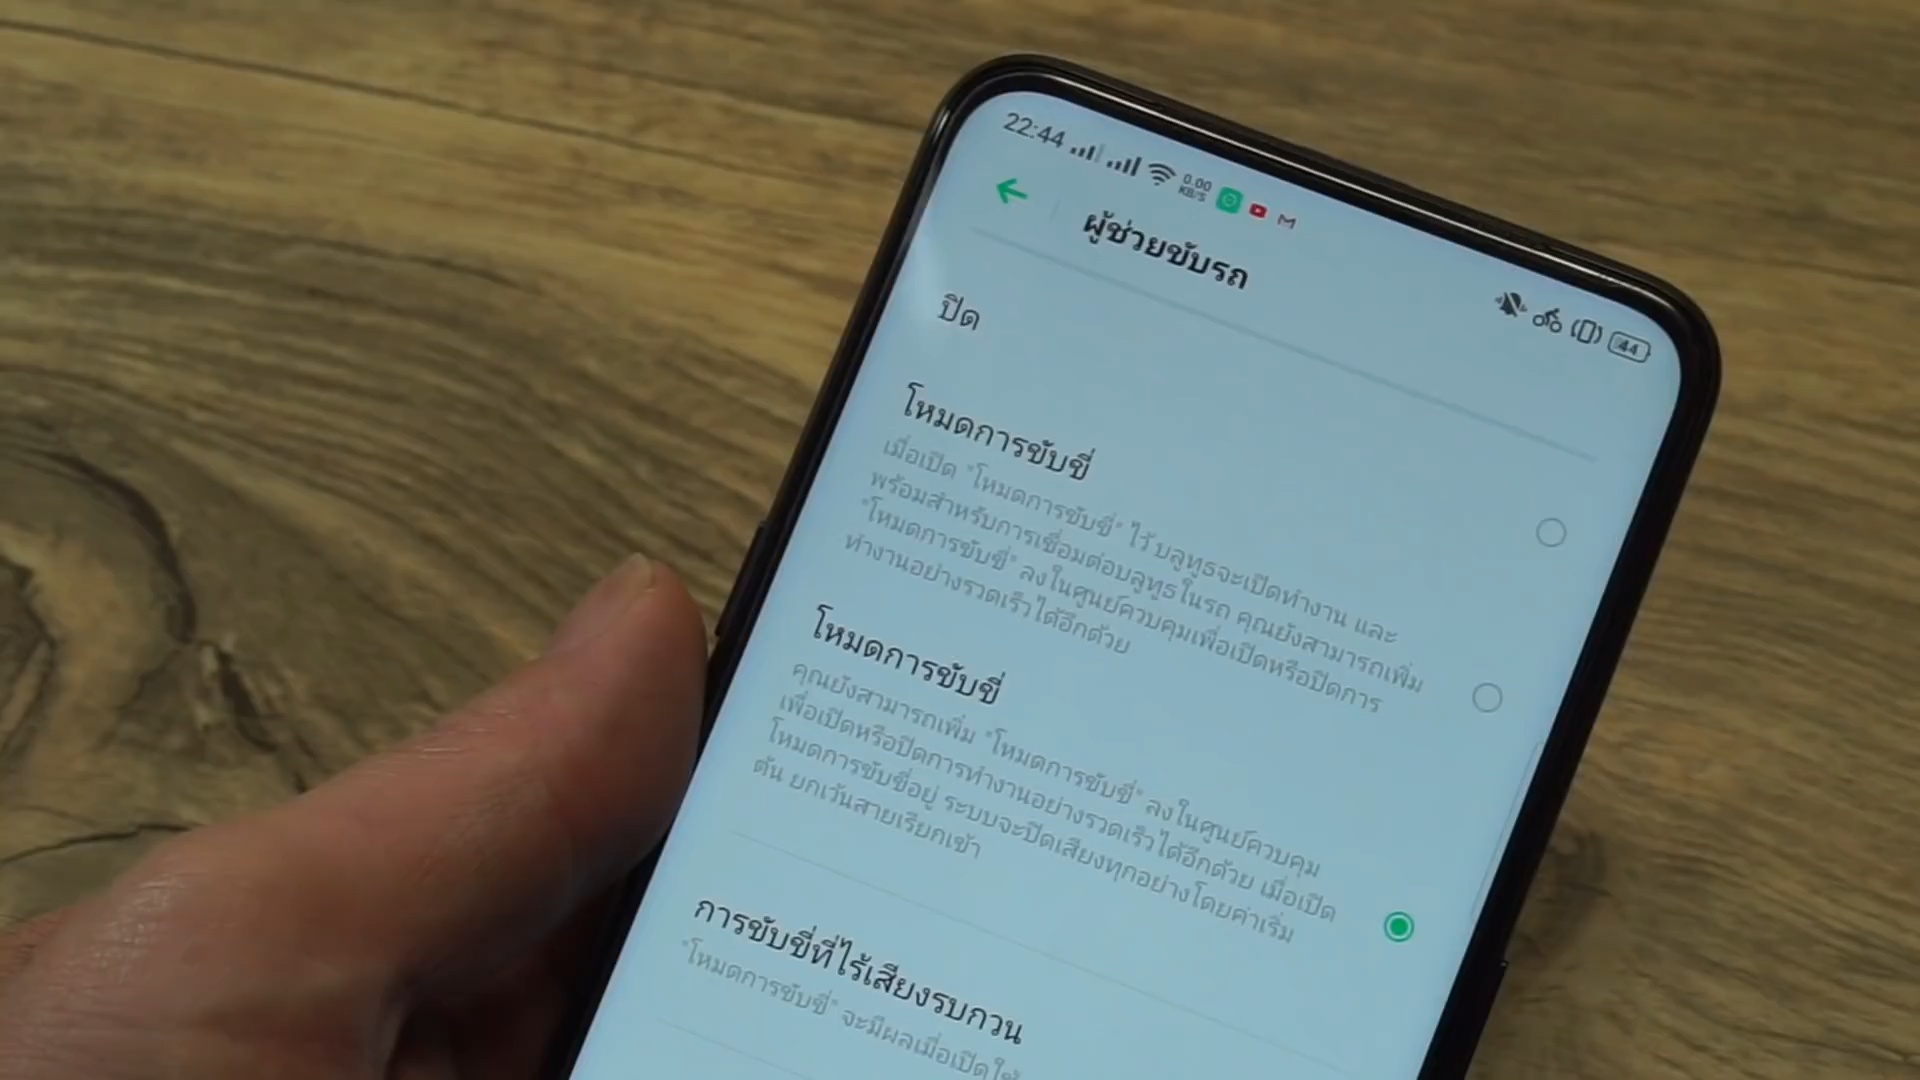 22:44
0.00
KB/S
44
ผู้ช่วยขับรถ
ปิด
โหมดการขับขี่
เมื่อเปิด "โหมดการขับขี่" ไว้ บลูทูธจะเปิดทำงาน และ
พร้อมสำหรับการเชื่อมต่อบลูทูธในรถ คุณยังสามารถเพิ่ม
"โหมดการขับขี่" ลงในศูนย์ควบคุมเพื่อเปิดหรือปิดการ
ทำงานอย่างรวดเร็วได้อีกด้วย
โหมดการขับขี่
คุณยังสามารถเพิ่ม "โหมดการขับขี่" ลงในศูนย์ควบคุม
เพื่อเปิดหรือปิดการทำงานอย่างรวดเร็วได้อีกด้วย เมื่อเปิด
โหมดการขับขี่อยู่ ระบบจะปิดเสียงทุกอย่างโดยค่าเริ่ม
ต้น ยกเว้นสายเรียกเข้า
การขับขี่ที่ไร้เสียงรบกวน
"โหมดการขับขี่" จะมีผลเมื่อเปิดใช้